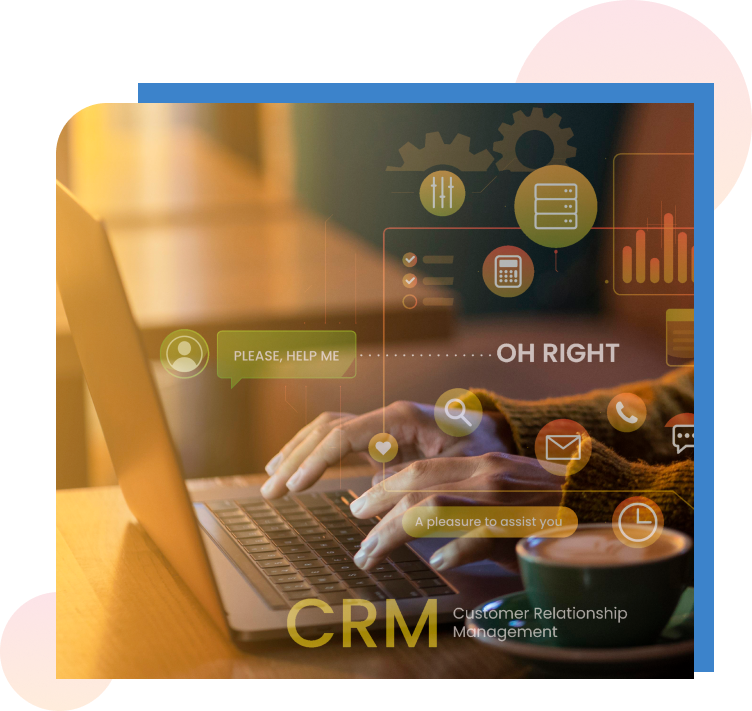 PLEASE, HELP ME
OH RIGHT
A pleasure to assist you
CRM
Customer Relationship
Management